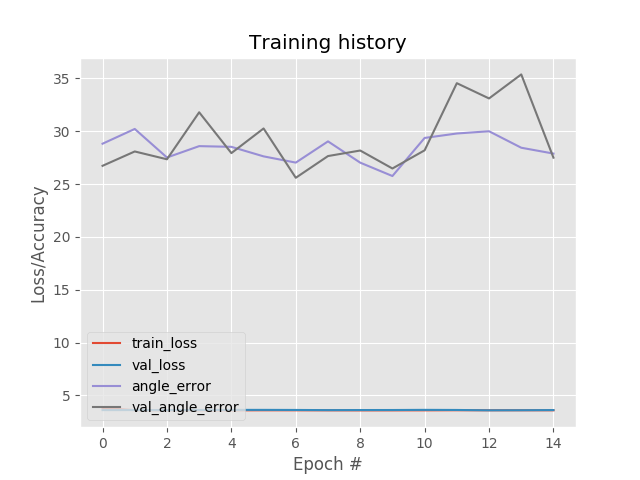 Training history
Loss/Accuracy
35
30
25
20
15
10
5
train_loss
val_loss
angle_error
val_angle_error
0 2 4 6 8 10 12 14
Epoch #